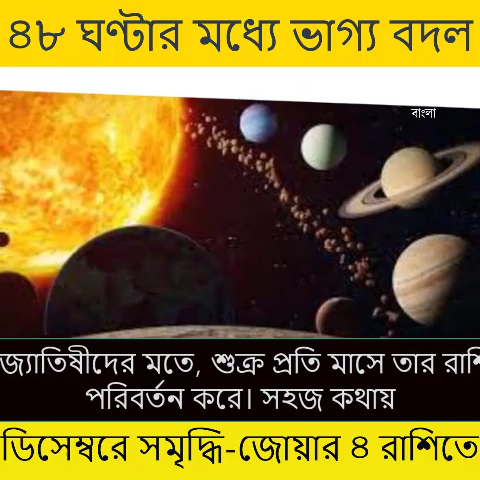 ৪৮ ঘণ্টার মধ্যে ভাগ্য বদল
বাংলা
জ্যোতিষীদের মতে, শুক্র প্রতি মাসে তার রাশি
পরিবর্তন করে। সহজ কথায়
ডিসেম্বরে সমৃদ্ধি-জোয়ার ৪ রাশিতে